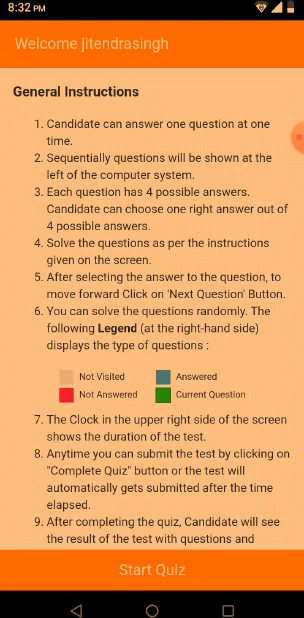 8:32 PM
Welcome jitendrasingh
General Instructions
1. Candidate can answer one question at one
time.
2. Sequentially questions will be shown at the
left of the computer system.
3. Each question has 4 possible answers.
Candidate can choose one right answer out of
4 possible answers.
4. Solve the questions as per the instructions
given on the screen.
5. After selecting the answer to the question, to
move forward Click on 'Next Question' Button.
6. You can solve the questions randomly. The
following Legend (at the right-hand side)
displays the type of questions :
Not Visited Answered
Not Answered Current Question
7. The Clock in the upper right side of the screen
shows the duration of the test.
8. Anytime you can submit the test by clicking on
"Complete Quiz" button or the test will
automatically gets submitted after the time
elapsed.
9. After completing the quiz, Candidate will see
the result of the test with questions and
Start Quiz